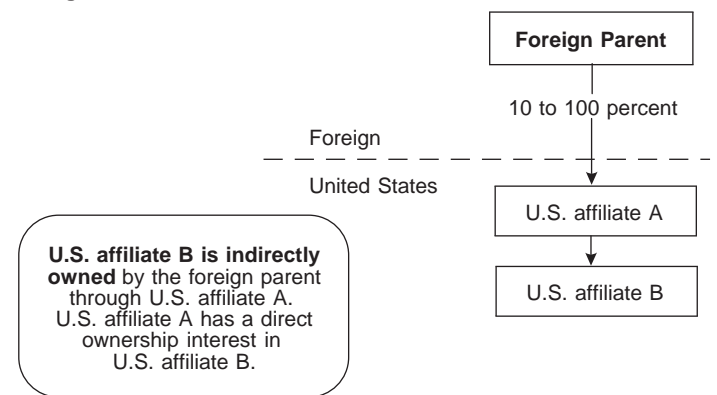 Foreign Parent
10 to 100 percent
Foreign
United States
U.S. affiliate A
U.S. affiliate B is indirectly
owned by the foreign parent
through U.S. affiliate A.
U.S. affiliate A has a direct
ownership interest in
U.S. affiliate B.
U.S. affiliate B